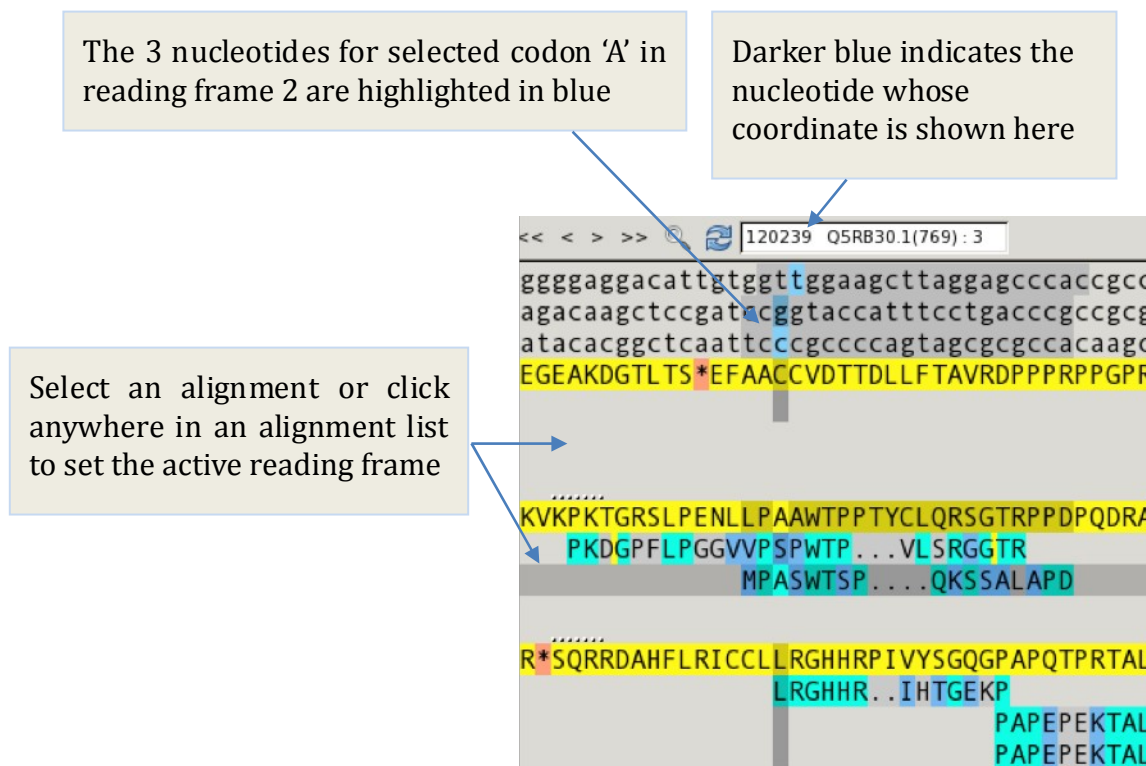 The 3 nucleotides for selected codon ‘A’ in
reading frame 2 are highlighted in blue
Darker blue indicates the
nucleotide whose
coordinate is shown here
<< < > >> 120239 Q5RB30.1(769) : 3
ggggaggacattgtggttggaagcttaggagcccaccgcc
agacaagctccgatccggtaccatttcctgacccgccgcg
atacacggctcaattcccgccccagtagcgcgccacaagc
EGEAKDGTLTS*EFAACCVDTTDLLFTAVRDPPPRPPGPR
Select an alignment or click
anywhere in an alignment list
to set the active reading frame
KVKPKTGRSLPENLLPAAWTPPTYCLQRSGTRPPDPQDRA
PKDGPFLPGGVVPSPWTP...VLSRGGTR
MPASWTSP....QKSSALAPD
R*SQRRDAHFLRICCLLRGHHRPIVYSGQGPAPQTPRTAL
LRGHHR..IHTGEKP
PAPEPEKTAL
PAPEPEKTAL